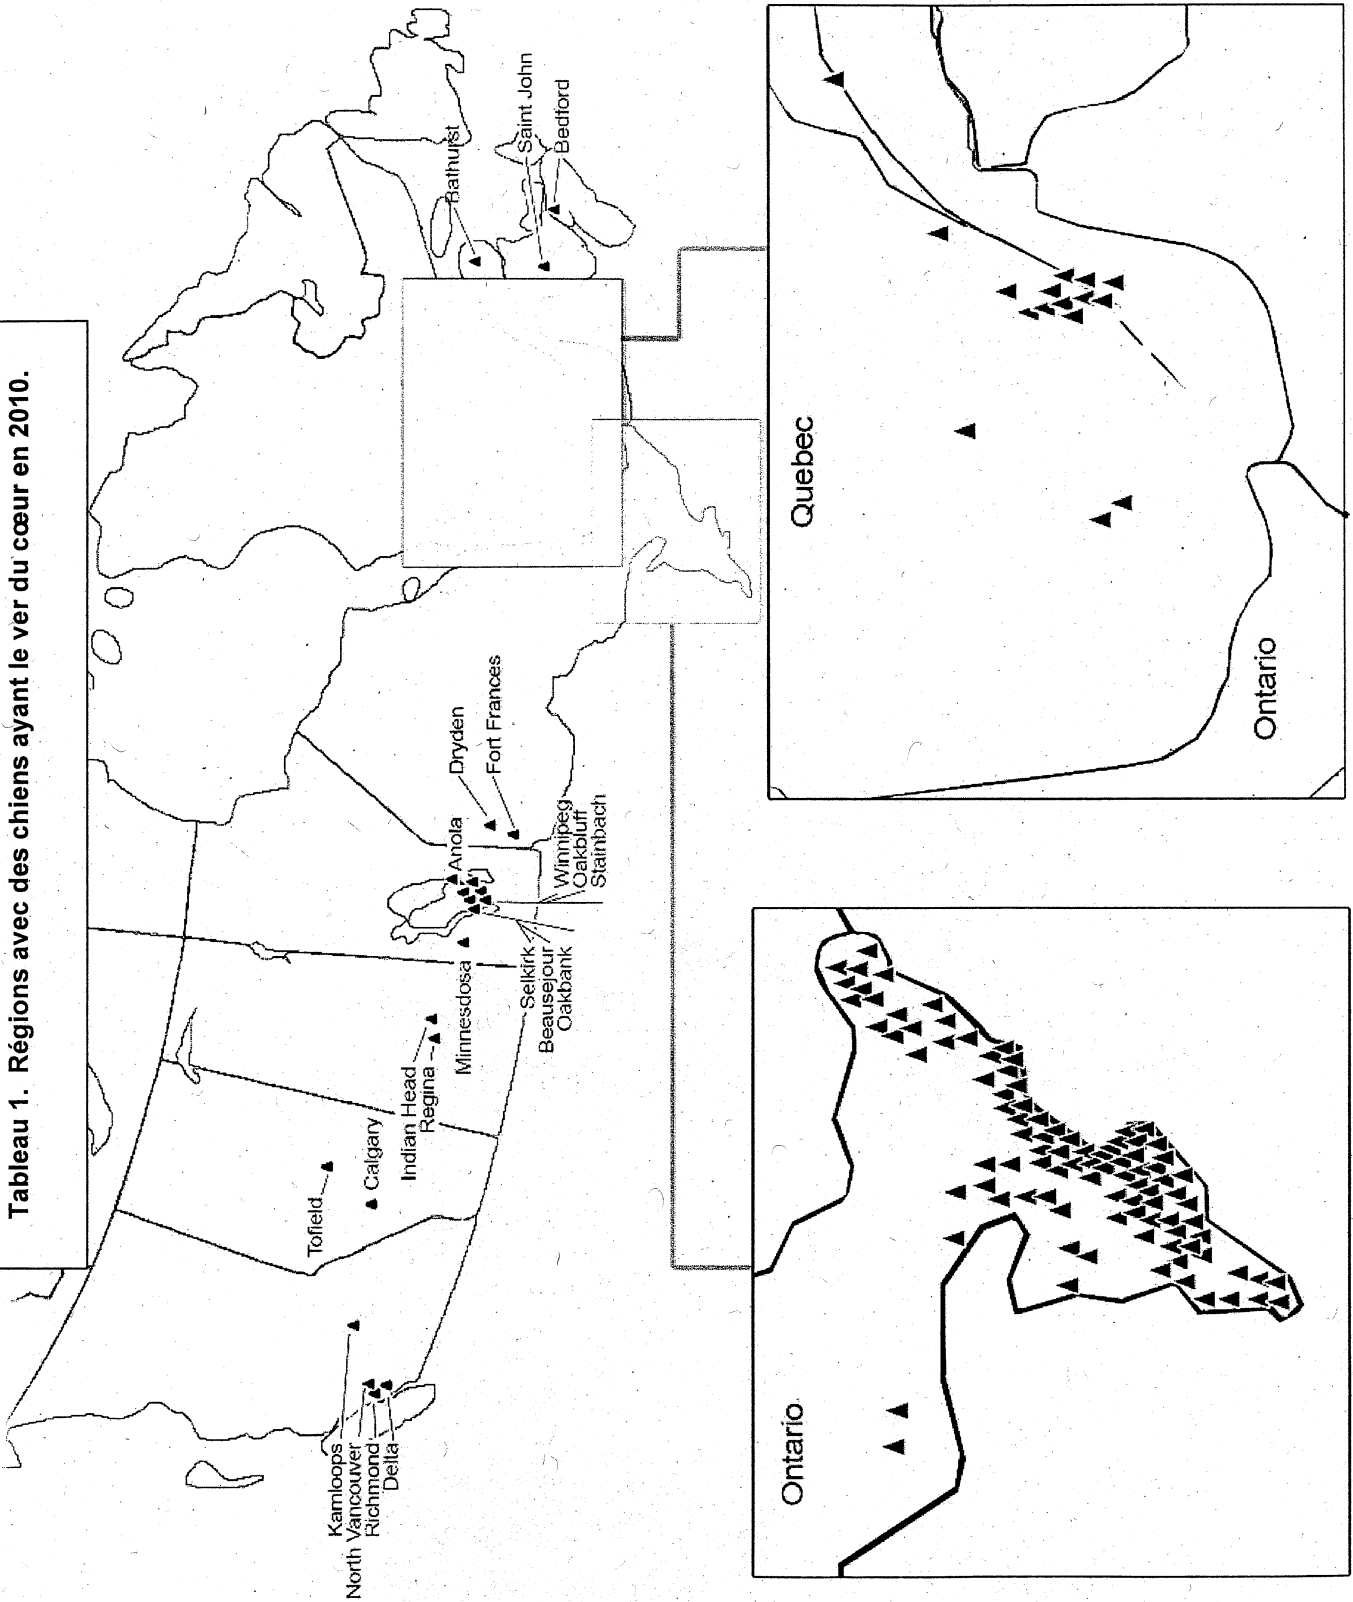 Tableau 1. Régions avec des chiens ayant le ver du cœur en 2010.
Kamloops
North Vancouver
Richmond
Delta
Tofield
Calgary
Indian Head
Regina
Minnesdosa
Selkirk
Beausejour
Oakbank
Anola
Winnipeg
Oakbluff
Stainbach
Dryden
Fort Frances
Bathurst
Saint John
Bedford
Ontario
Quebec
Ontario